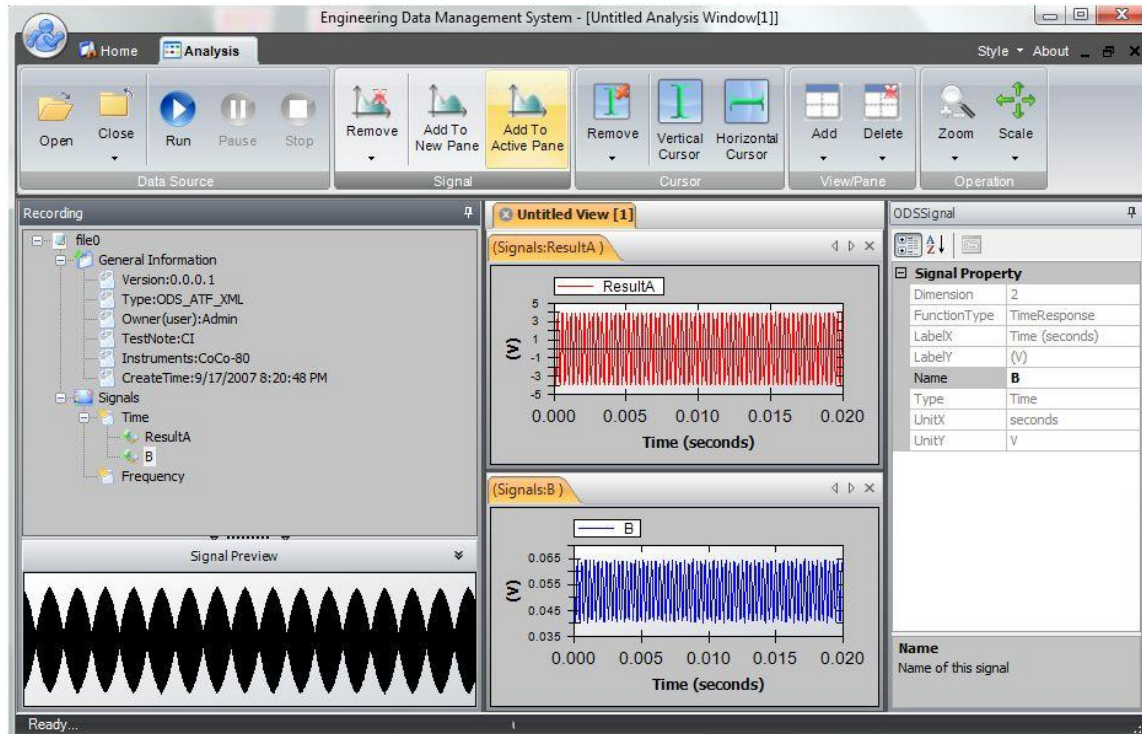 Engineering Data Management System - [Untitled Analysis Window[1]]
Home Analysis Style About
Open Close Run Pause Stop
Data Source
Remove Add To New Pane Add To Active Pane
Signal
Remove Vertical Cursor Horizontal Cursor
Cursor
Add Delete
View/Pane
Zoom Scale
Operation
Recording
file0
General Information
Version:0.0.0.1
Type:ODS_ATF_XML
Owner(user):Admin
TestNote:CI
Instruments:CoCo-80
CreateTime:9/17/2007 8:20:48 PM
Signals
Time
ResultA
B
Frequency
Signal Preview
Untitled View [1]
(Signals:ResultA )
ResultA
(V)
5
3
1
-1
-3
-5
0.000 0.005 0.010 0.015 0.020
Time (seconds)
(Signals:B )
B
(V)
0.065
0.055
0.045
0.035
0.000 0.005 0.010 0.015 0.020
Time (seconds)
ODSSignal
Signal Property
Dimension 2
FunctionType TimeResponse
LabelX Time (seconds)
LabelY (V)
Name B
Type Time
UnitX seconds
UnitY V
Name
Name of this signal
Ready...